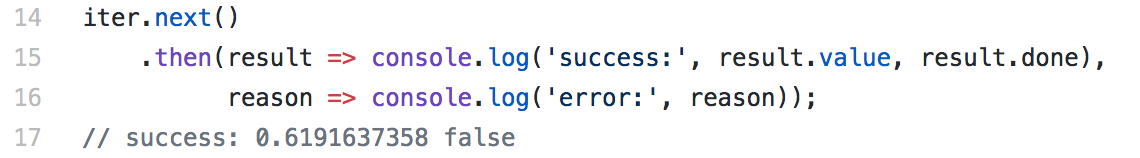 14 iter.next()
15 .then(result => console.log('success:', result.value, result.done),
16 reason => console.log('error:', reason));
17 // success: 0.6191637358 false